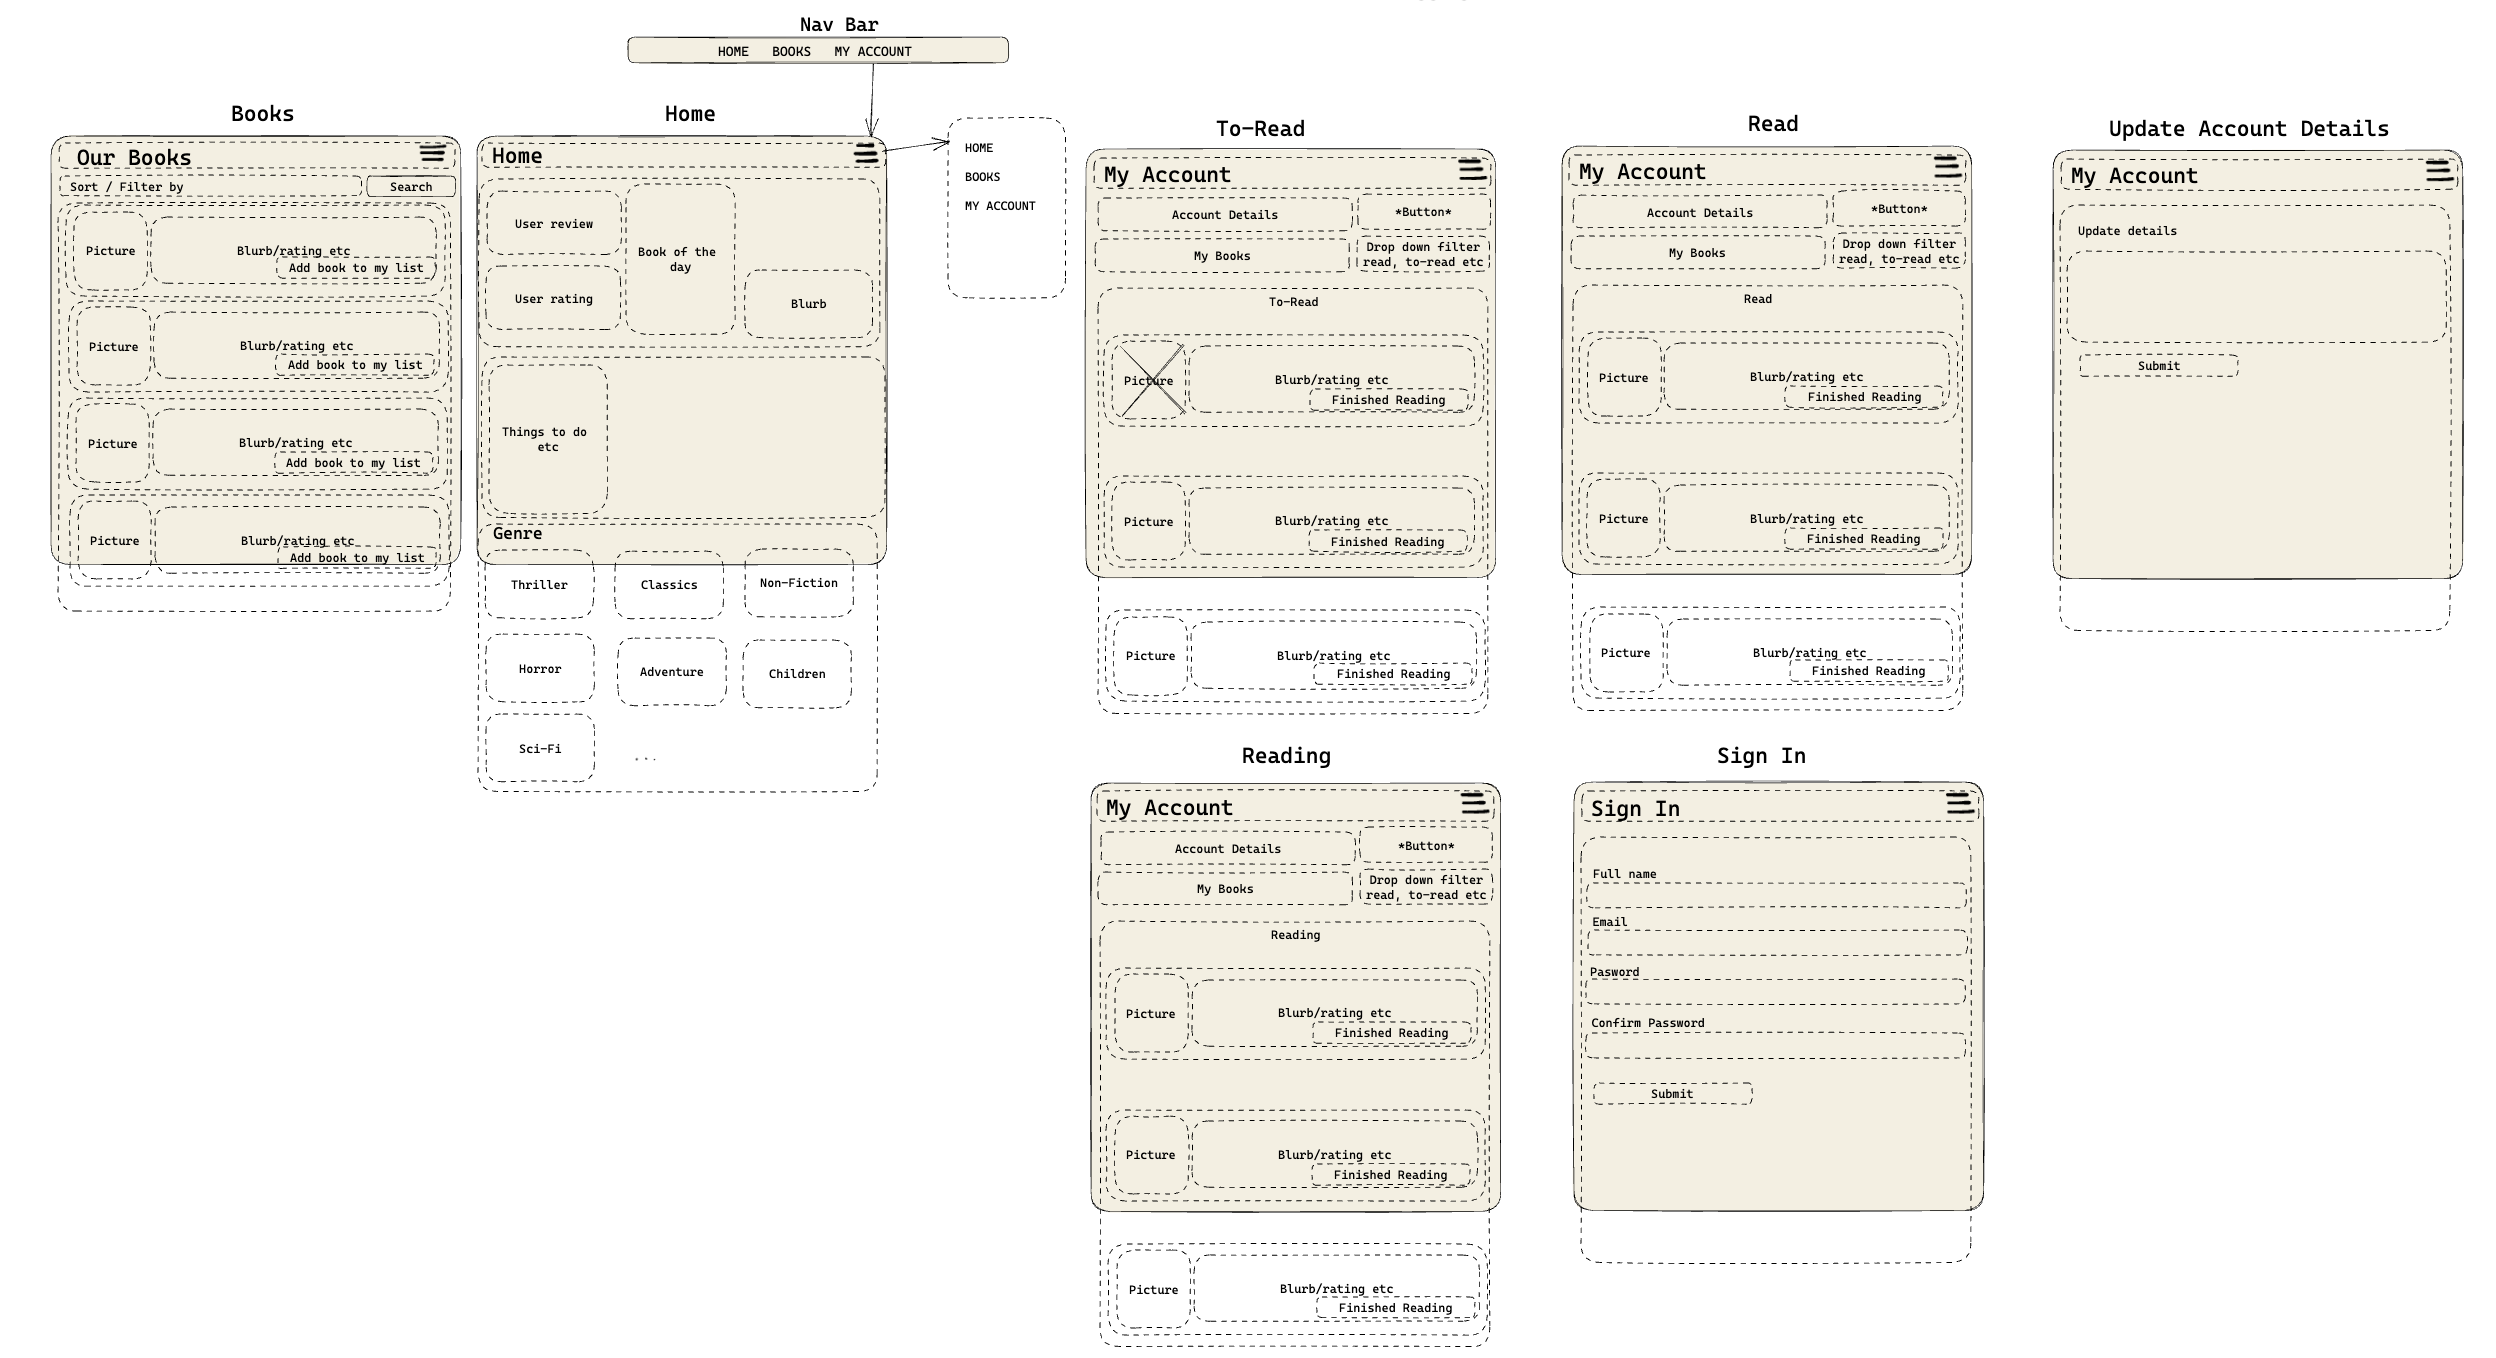 Nav Bar
HOME BOOKS MY ACCOUNT
Books
Our Books
Sort / Filter by
Search
Picture
Blurb/rating etc
Add book to my list
Picture
Blurb/rating etc
Add book to my list
Picture
Blurb/rating etc
Add book to my list
Picture
Blurb/rating etc
Add book to my list
Home
Home
User review
User rating
Book of the
day
Blurb
Things to do
etc
Genre
Thriller
Classics
Non-Fiction
Horror
Adventure
Children
Sci-Fi
...
HOME
BOOKS
MY ACCOUNT
To-Read
My Account
Account Details
*Button*
My Books
Drop down filter
read, to-read etc
To-Read
Picture
Blurb/rating etc
Finished Reading
Picture
Blurb/rating etc
Finished Reading
Picture
Blurb/rating etc
Finished Reading
Read
My Account
Account Details
*Button*
My Books
Drop down filter
read, to-read etc
Read
Picture
Blurb/rating etc
Finished Reading
Picture
Blurb/rating etc
Finished Reading
Picture
Blurb/rating etc
Finished Reading
Update Account Details
My Account
Update details
Submit
Reading
My Account
Account Details
*Button*
My Books
Drop down filter
read, to-read etc
Reading
Picture
Blurb/rating etc
Finished Reading
Picture
Blurb/rating etc
Finished Reading
Picture
Blurb/rating etc
Finished Reading
Sign In
Sign In
Full name
Email
Pasword
Confirm Password
Submit